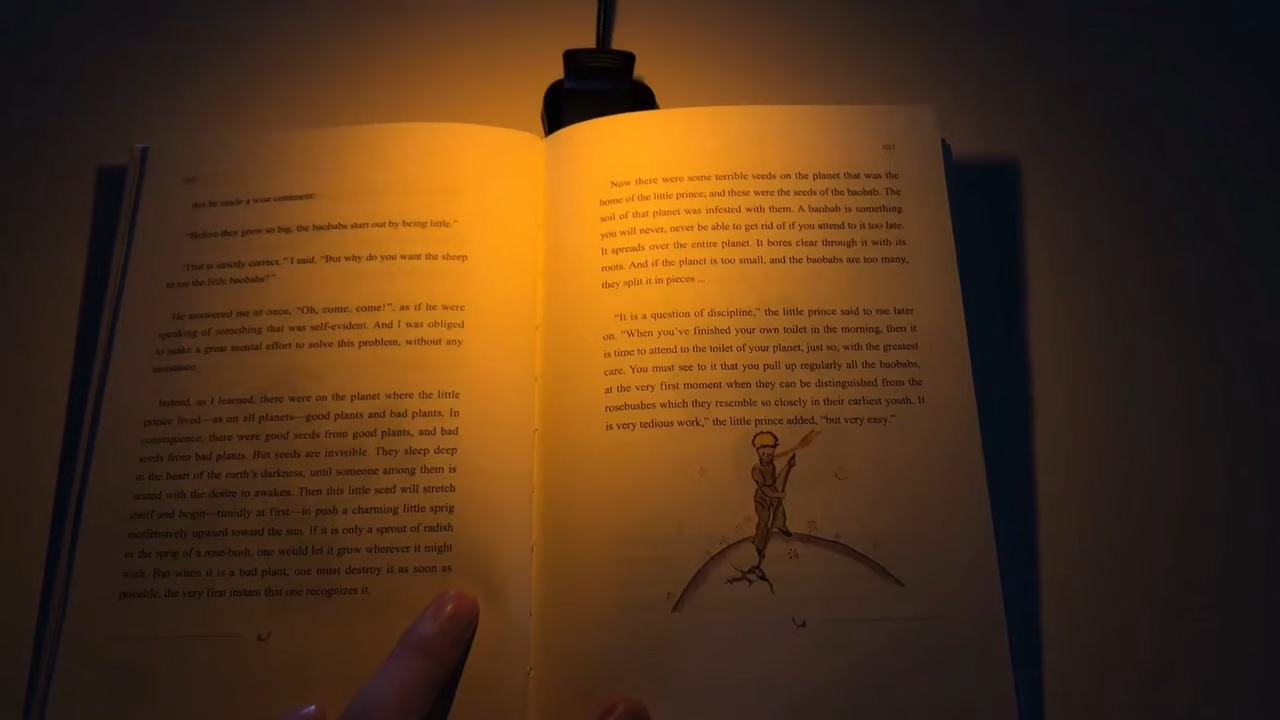 But he made a wise comment:
"Before they grow so big, the baobabs start out by being little."
"That is strictly correct," I said. "But why do you want the sheep
to eat the little baobabs?"
He answered me at once, "Oh, come, come!", as if he were
speaking of something that was self-evident. And I was obliged
to make a great mental effort to solve this problem, without any
assistance.
Indeed, as I learned, there were on the planet where the little
prince lived—as on all planets—good plants and bad plants. In
consequence, there were good seeds from good plants, and bad
seeds from bad plants. But seeds are invisible. They sleep deep
in the heart of the earth's darkness, until someone among them is
seized with the desire to awaken. Then this little seed will stretch
itself and begin—timidly at first—to push a charming little sprig
inoffensively upward toward the sun. If it is only a sprout of radish
or the sprig of a rose-bush, one would let it grow wherever it might
wish. But when it is a bad plant, one must destroy it as soon as
possible, the very first instant that one recognizes it.
Now there were some terrible seeds on the planet that was the
home of the little prince; and these were the seeds of the baobab. The
soil of that planet was infested with them. A baobab is something
you will never, never be able to get rid of if you attend to it too late.
It spreads over the entire planet. It bores clear through it with its
roots. And if the planet is too small, and the baobabs are too many,
they split it in pieces ...
"It is a question of discipline," the little prince said to me later
on. "When you've finished your own toilet in the morning, then it
is time to attend to the toilet of your planet, just so, with the greatest
care. You must see to it that you pull up regularly all the baobabs,
at the very first moment when they can be distinguished from the
rosebushes which they resemble so closely in their earliest youth. It
is very tedious work," the little prince added, "but very easy."